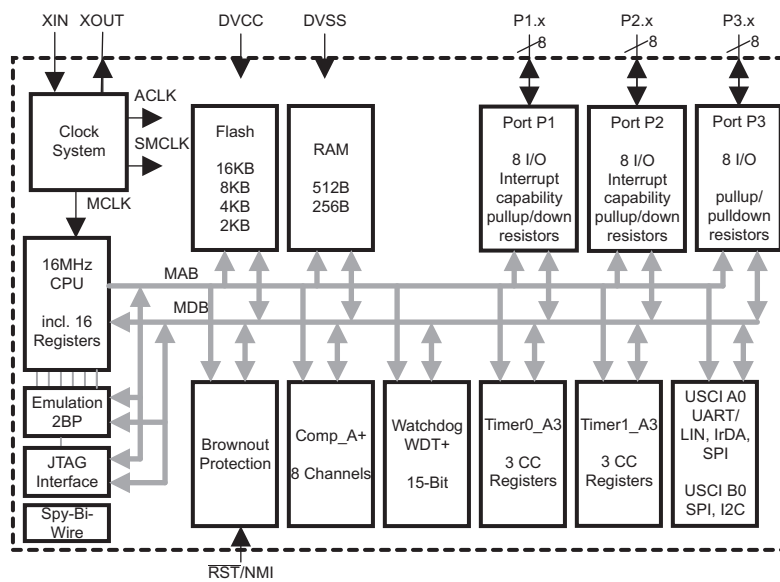 XIN XOUT DVCC DVSS P1.x P2.x P3.x
8 8 8
Clock
System
ACLK
SMCLK
MCLK
Flash
16KB
8KB
4KB
2KB
RAM
512B
256B
Port P1
8 I/O
Interrupt
capability
pullup/down
resistors
Port P2
8 I/O
Interrupt
capability
pullup/down
resistors
Port P3
8 I/O
pullup/
pulldown
resistors
16MHz
CPU
incl. 16
Registers
MAB
MDB
Emulation
2BP
JTAG
Interface
Spy-Bi-
Wire
Brownout
Protection
Comp_A+
8 Channels
Watchdog
WDT+
15-Bit
Timer0_A3
3 CC
Registers
Timer1_A3
3 CC
Registers
USCI A0
UART/
LIN, IrDA,
SPI
USCI B0
SPI, I2C
RST/NMI